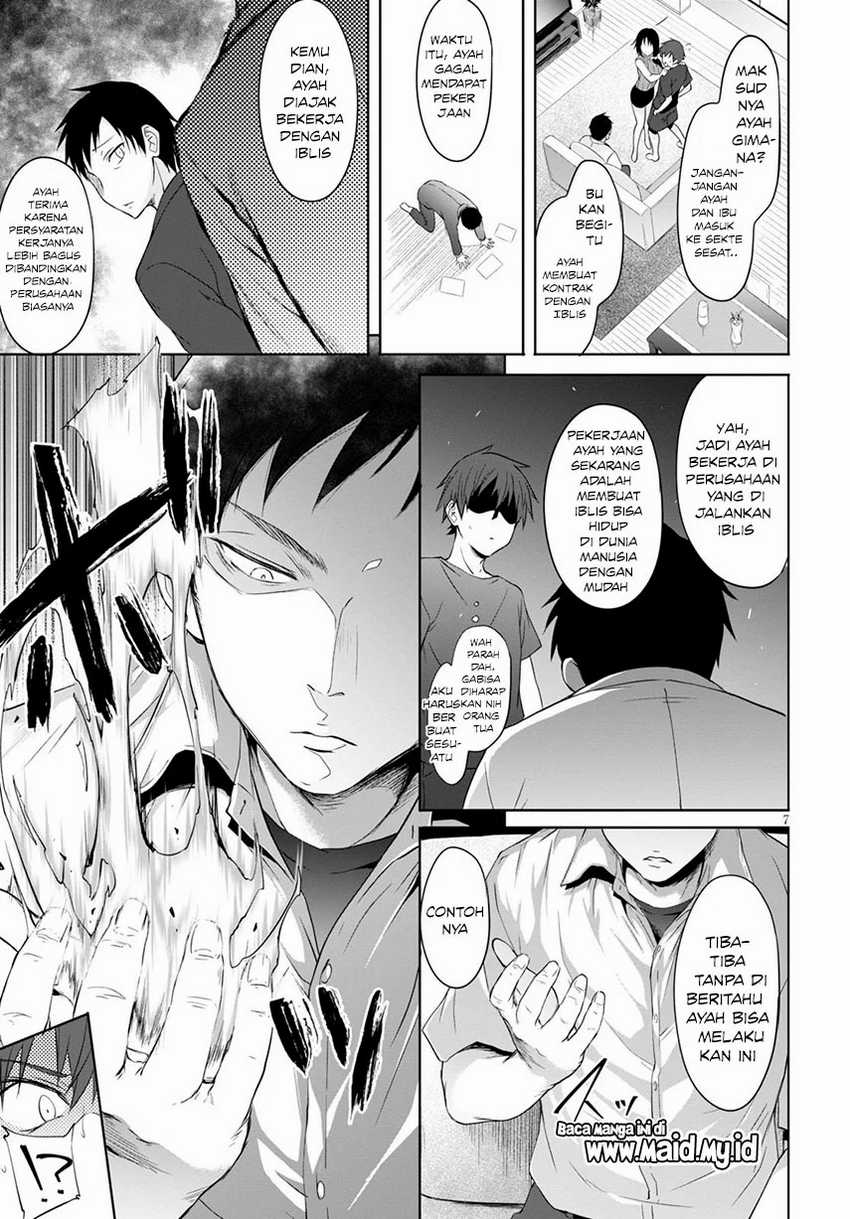 MAK
SUD
NYA
AYAH
GIMA-
NA?
JANGAN-
JANGAN
AYAH
DAN IBU
MASUK
KE SEKTE
SESAT..
BU
KAN
BEGI-
TU
AYAH
MEMBUAT
KONTRAK
DENGAN
IBLIS
WAKTU
ITU, AYAH
GAGAL
MENDAPAT
PEKER
JAAN
KEMU
DIAN,
AYAH
DIAJAK
BEKERJA
DENGAN
IBLIS
AYAH
TERIMA
KARENA
PERSYARATAN
KERJANYA
LEBIH BAGUS
DIBANDINGKAN
DENGAN
PERUSAHAAN
BIASANYA
YAH,
JADI AYAH
BEKERJA DI
PERUSAHAAN
YANG DI
JALANKAN
IBLIS
PEKERJAAN
AYAH YANG
SEKARANG
ADALAH
MEMBUAT
IBLIS BISA
HIDUP
DI DUNIA
MANUSIA
DENGAN
MUDAH
WAH
PARAH
DAH,
GABISA
DIHARAP
KAN NIH
ORANG
TUA
AKU
HARUS
BER
BUAT
SESU-
ATU
7
TIBA-
TIBA
TANPA DI
BERITAHU
AYAH BISA
MELAKU
KAN INI
CONTOH
NYA
スッ
Baca manga ini di
www.Maid.my.id
!?